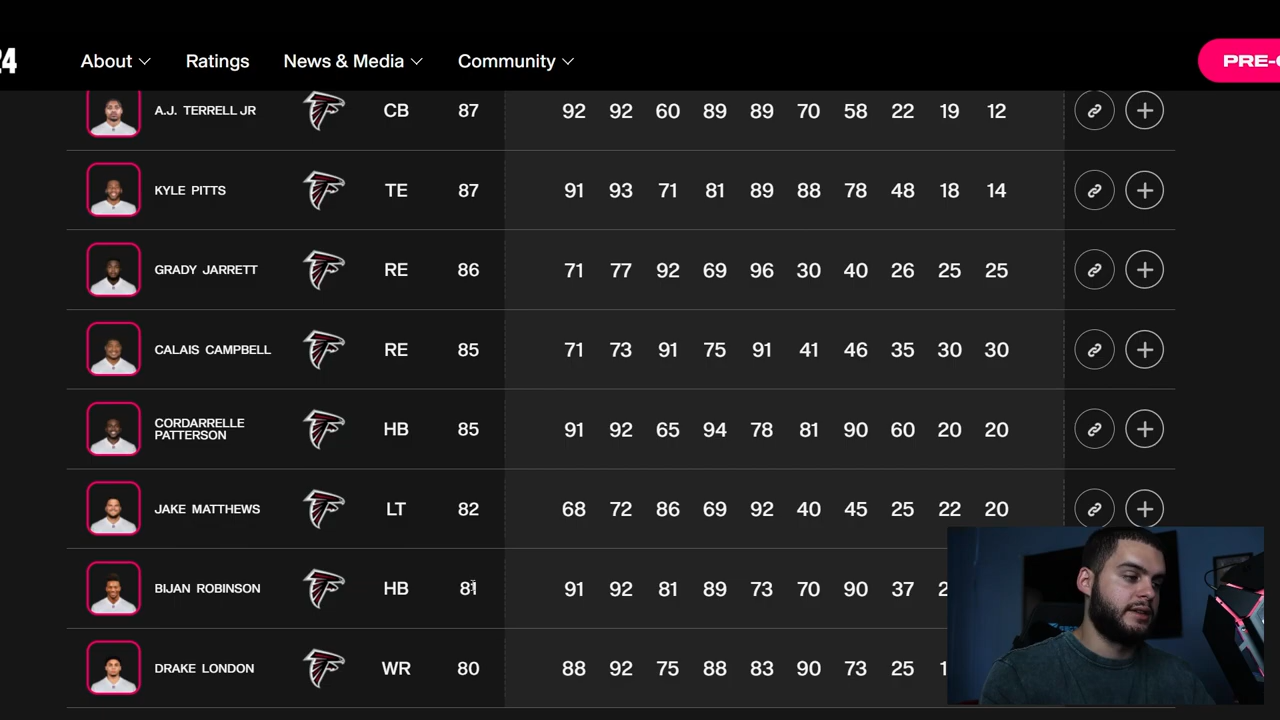 24 About Ratings News & Media Community PRE-
A.J. TERRELL JR CB 87 92 92 60 89 89 70 58 22 19 12
KYLE PITTS TE 87 91 93 71 81 89 88 78 48 18 14
GRADY JARRETT RE 86 71 77 92 69 96 30 40 26 25 25
CALAIS CAMPBELL RE 85 71 73 91 75 91 41 46 35 30 30
CORDARRELLE
PATTERSON HB 85 91 92 65 94 78 81 90 60 20 20
JAKE MATTHEWS LT 82 68 72 86 69 92 40 45 25 22 20
BIJAN ROBINSON HB 81 91 92 81 89 73 70 90 37 2
DRAKE LONDON WR 80 88 92 75 88 83 90 73 25 1